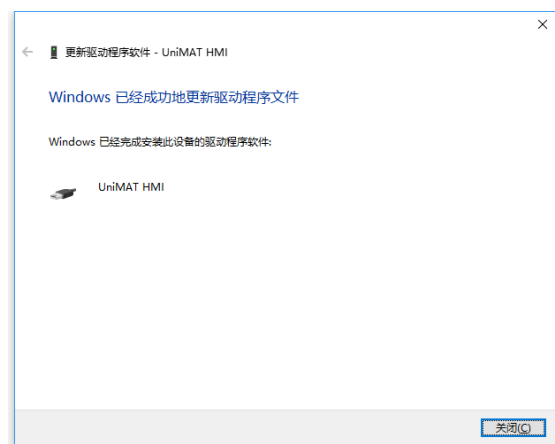 更新驱动程序软件 - UniMAT HMI
Windows 已经成功地更新驱动程序文件
Windows 已经完成安装此设备的驱动程序软件:
UniMAT HMI
关闭(C)